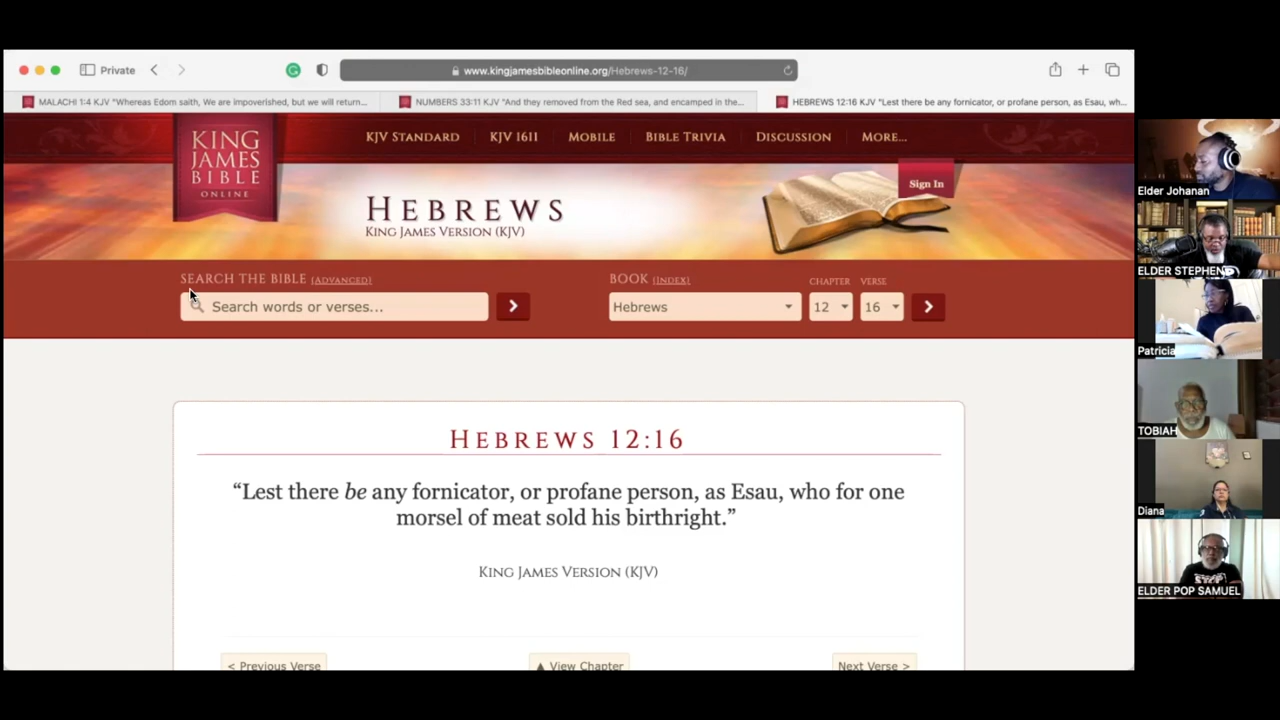 Private
www.kingjamesbibleonline.org/Hebrews-12-16/
MALACHI 1:4 KJV "Whereas Edom saith, We are impoverished, but we will return...
NUMBERS 33:11 KJV "And they removed from the Red sea, and encamped in the...
HEBREWS 12:16 KJV "Lest there be any fornicator, or profane person, as Esau, wh...
KING JAMES BIBLE ONLINE
KJV STANDARD
KJV 1611
MOBILE
BIBLE TRIVIA
DISCUSSION
MORE...
Sign In
HEBREWS
KING JAMES VERSION (KJV)
SEARCH THE BIBLE (ADVANCED)
Search words or verses...
BOOK (INDEX)
CHAPTER
VERSE
Hebrews
12
16
HEBREWS 12:16
“Lest there be any fornicator, or profane person, as Esau, who for one
morsel of meat sold his birthright.”
KING JAMES VERSION (KJV)
< Previous Verse
▲ View Chapter
Next Verse >
Elder Johanan
ELDER STEPHEN
Patricia
TOBIAH
Diana
ELDER POP SAMUEL